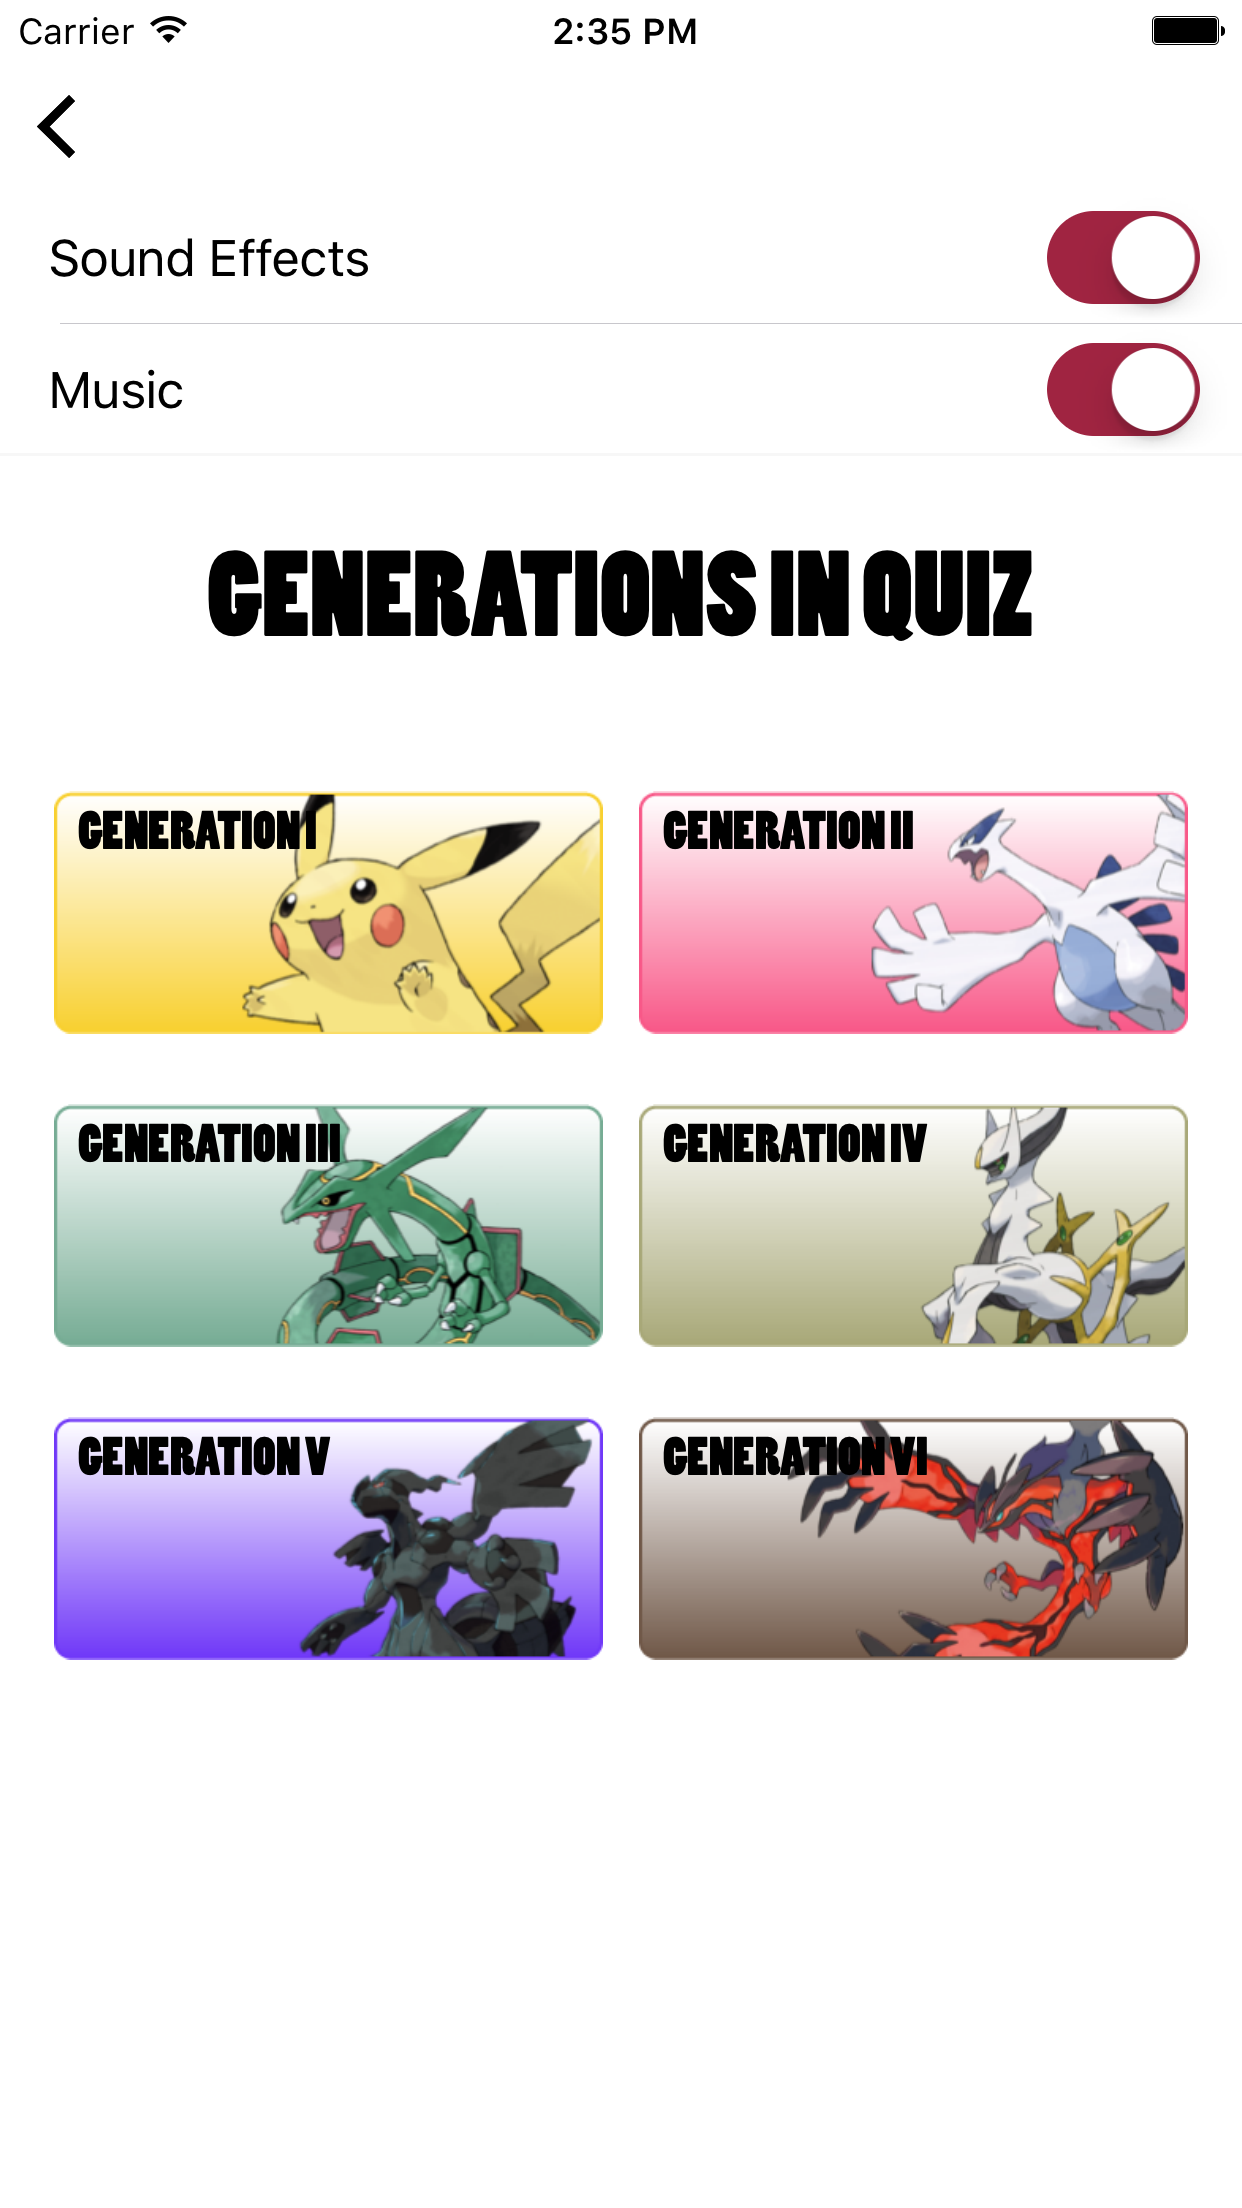 Carrier 2:35 PM
Sound Effects
Music
GENERATIONS IN QUIZ
GENERATION I
GENERATION II
GENERATION III
GENERATION IV
GENERATION V
GENERATION VI